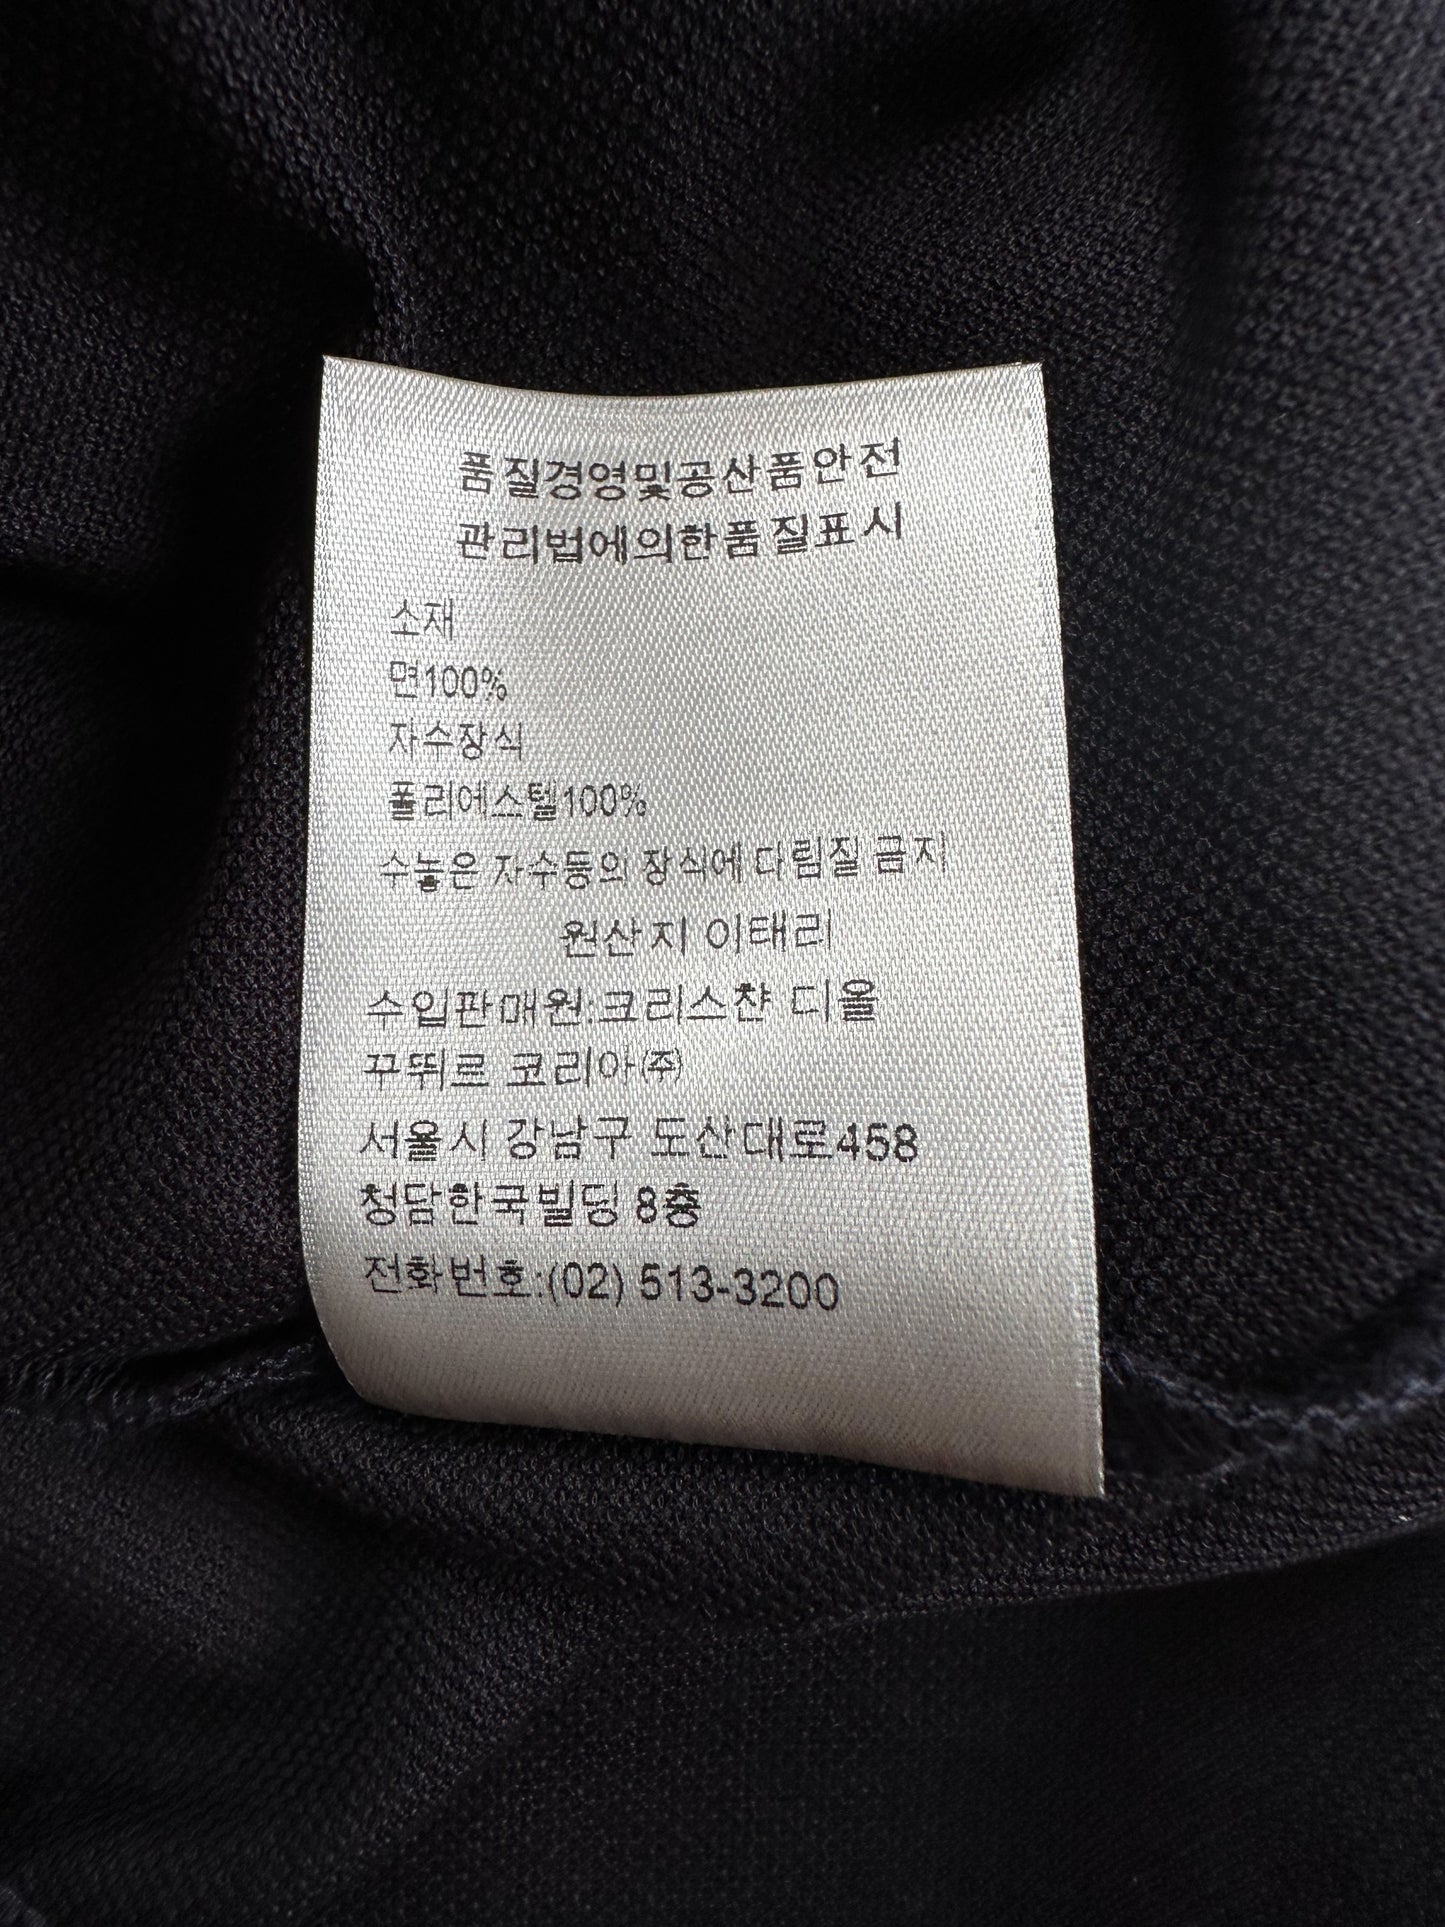 품질경영및공산품안전
관리법에의한품질표시
소재
면100%
자수장식
폴리에스텔100%
수놓은 자수등의 장식에 다림질 금지
원산지 이태리
수입판매원:크리스챤 디올
꾸뛰르 코리아㈜
서울시 강남구 도산대로458
청담한국빌딩 8층
전화번호:(02) 513-3200